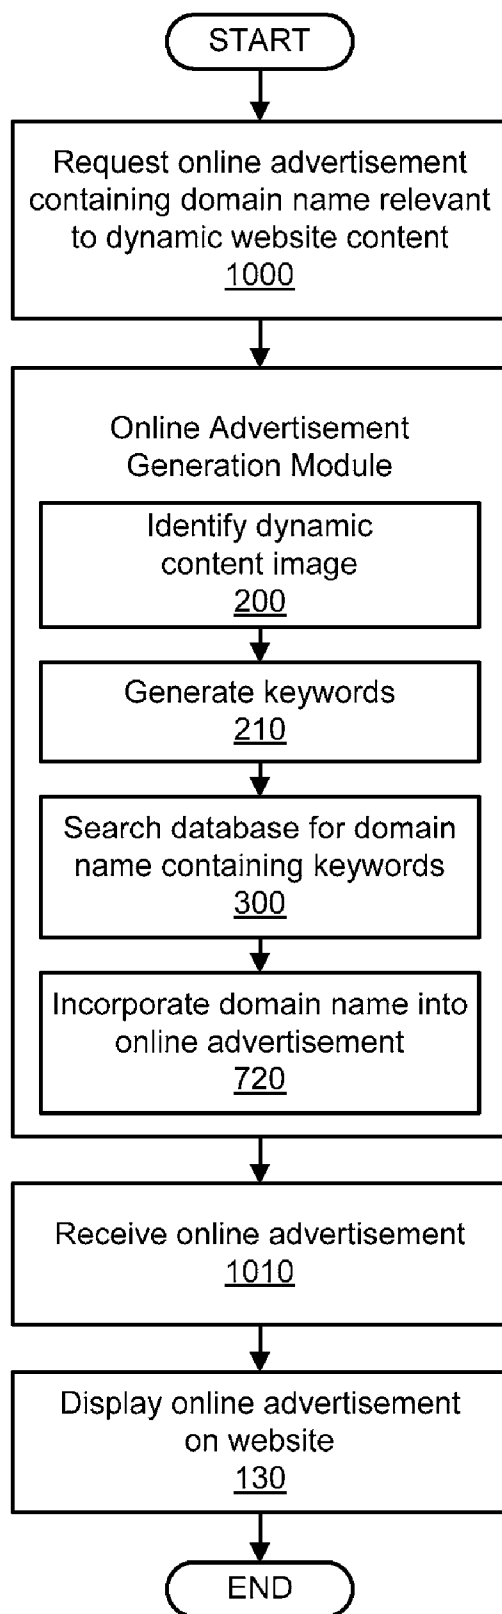 START
Request online advertisement
containing domain name relevant
to dynamic website content
1000
Online Advertisement
Generation Module
Identify dynamic
content image
200
Generate keywords
210
Search database for domain
name containing keywords
300
Incorporate domain name into
online advertisement
720
Receive online advertisement
1010
Display online advertisement
on website
130
END